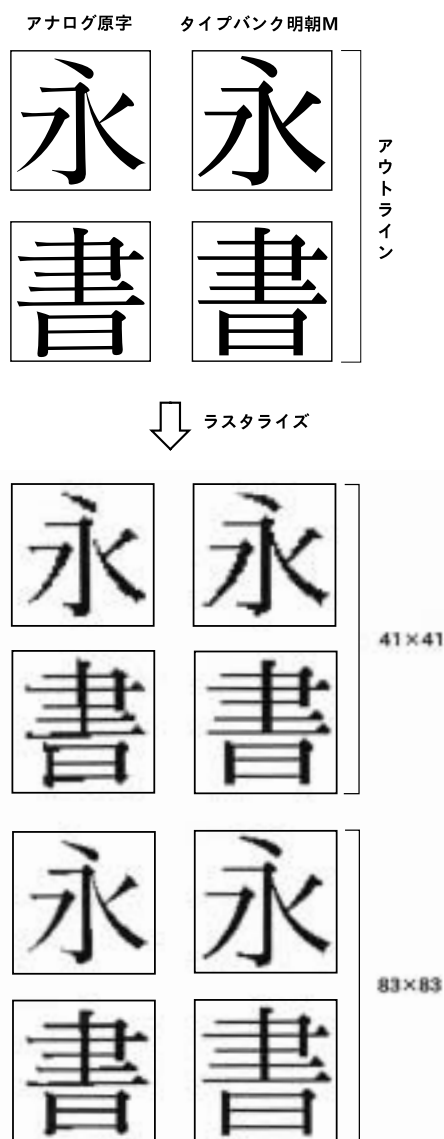 アナログ原字 タイプバンク明朝M
永 永
アウトライン
書 書
ラスタライズ
永 永
41×41
書 書
永 永
83×83
書 書